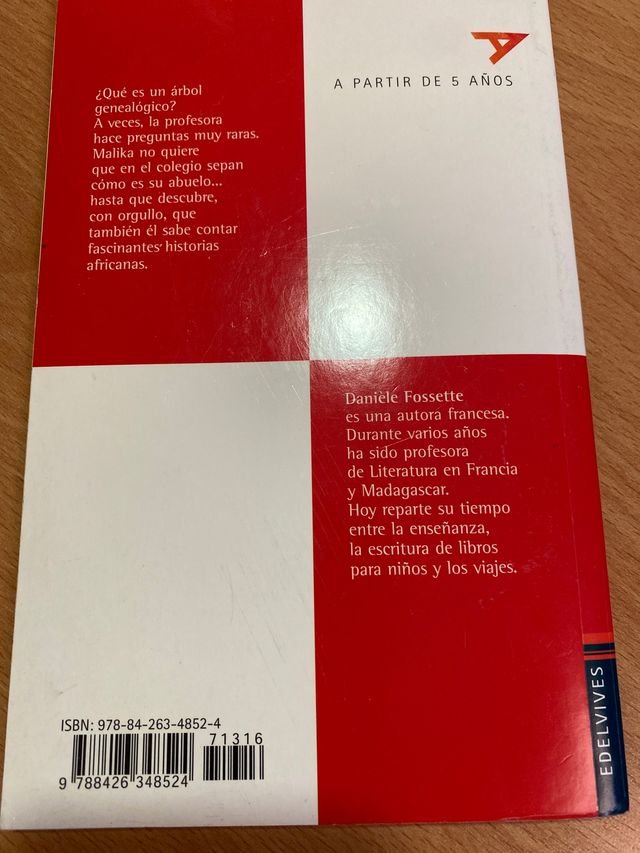 A PARTIR DE 5 AÑOS
¿Qué es un árbol
genealógico?
A veces, la profesora
hace preguntas muy raras.
Malika no quiere
que en el colegio sepan
cómo es su abuelo...
hasta que descubre,
con orgullo, que
también él sabe contar
fascinantes historias
africanas.
Danièle Fossette
es una autora francesa.
Durante varios años
ha sido profesora
de Literatura en Francia
y Madagascar.
Hoy reparte su tiempo
entre la enseñanza,
la escritura de libros
para niños y los viajes.
ISBN: 978-84-263-4852-4
71316
9 788426 348524
EDELVIVES